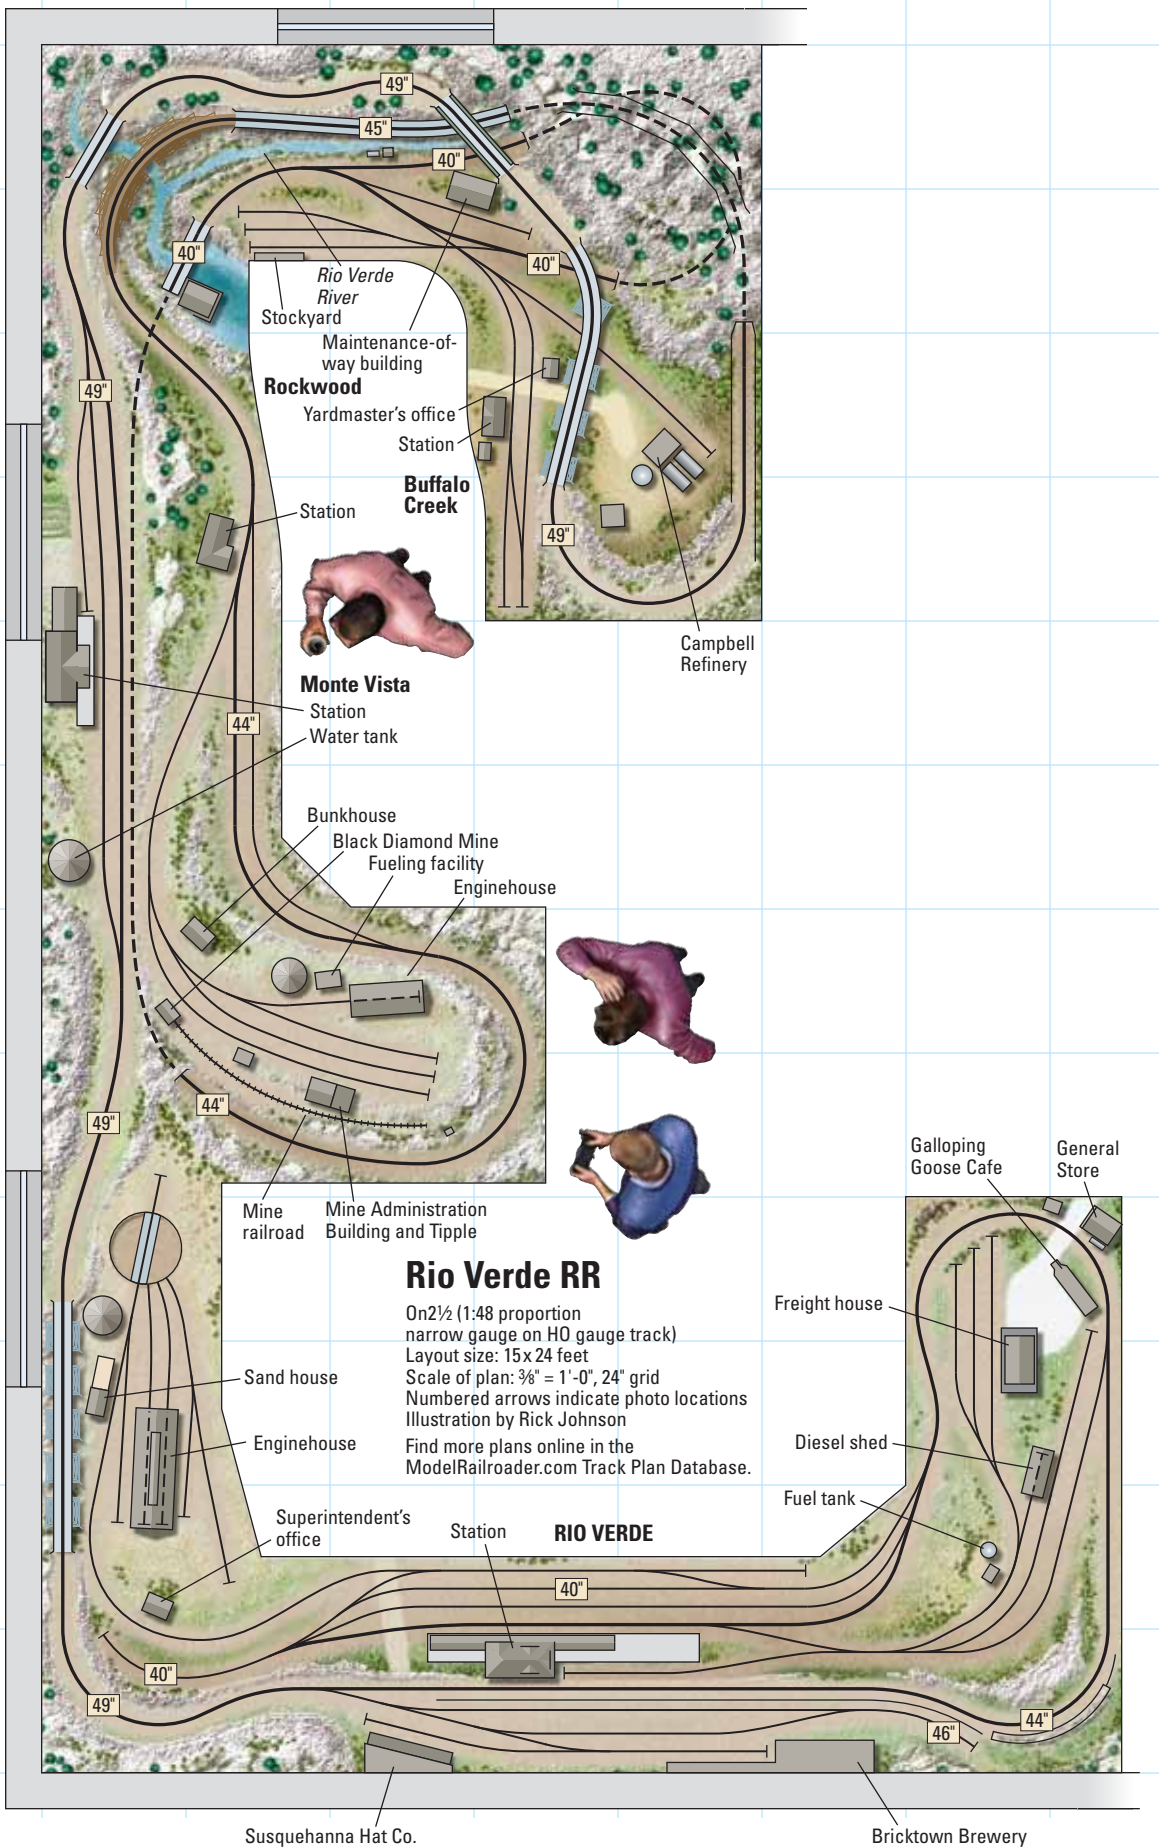 49"
45"
40"
40"
40"
Rio Verde
River
Stockyard
Maintenance-of-
way building
Rockwood
49"
Yardmaster's office
Station
Buffalo
Creek
Station
49"
Campbell
Refinery
Monte Vista
Station
44"
Water tank
Bunkhouse
Black Diamond Mine
Fueling facility
Enginehouse
44"
49"
Galloping
Goose Cafe
General
Store
Mine
railroad
Mine Administration
Building and Tipple
Rio Verde RR
On2½ (1:48 proportion
narrow gauge on HO gauge track)
Layout size: 15 x 24 feet
Scale of plan: ⅜" = 1'-0", 24" grid
Numbered arrows indicate photo locations
Illustration by Rick Johnson
Find more plans online in the
ModelRailroader.com Track Plan Database.
Freight house
Sand house
Enginehouse
Diesel shed
Fuel tank
Superintendent's
office
Station
RIO VERDE
40"
40"
49"
44"
46"
Susquehanna Hat Co.
Bricktown Brewery